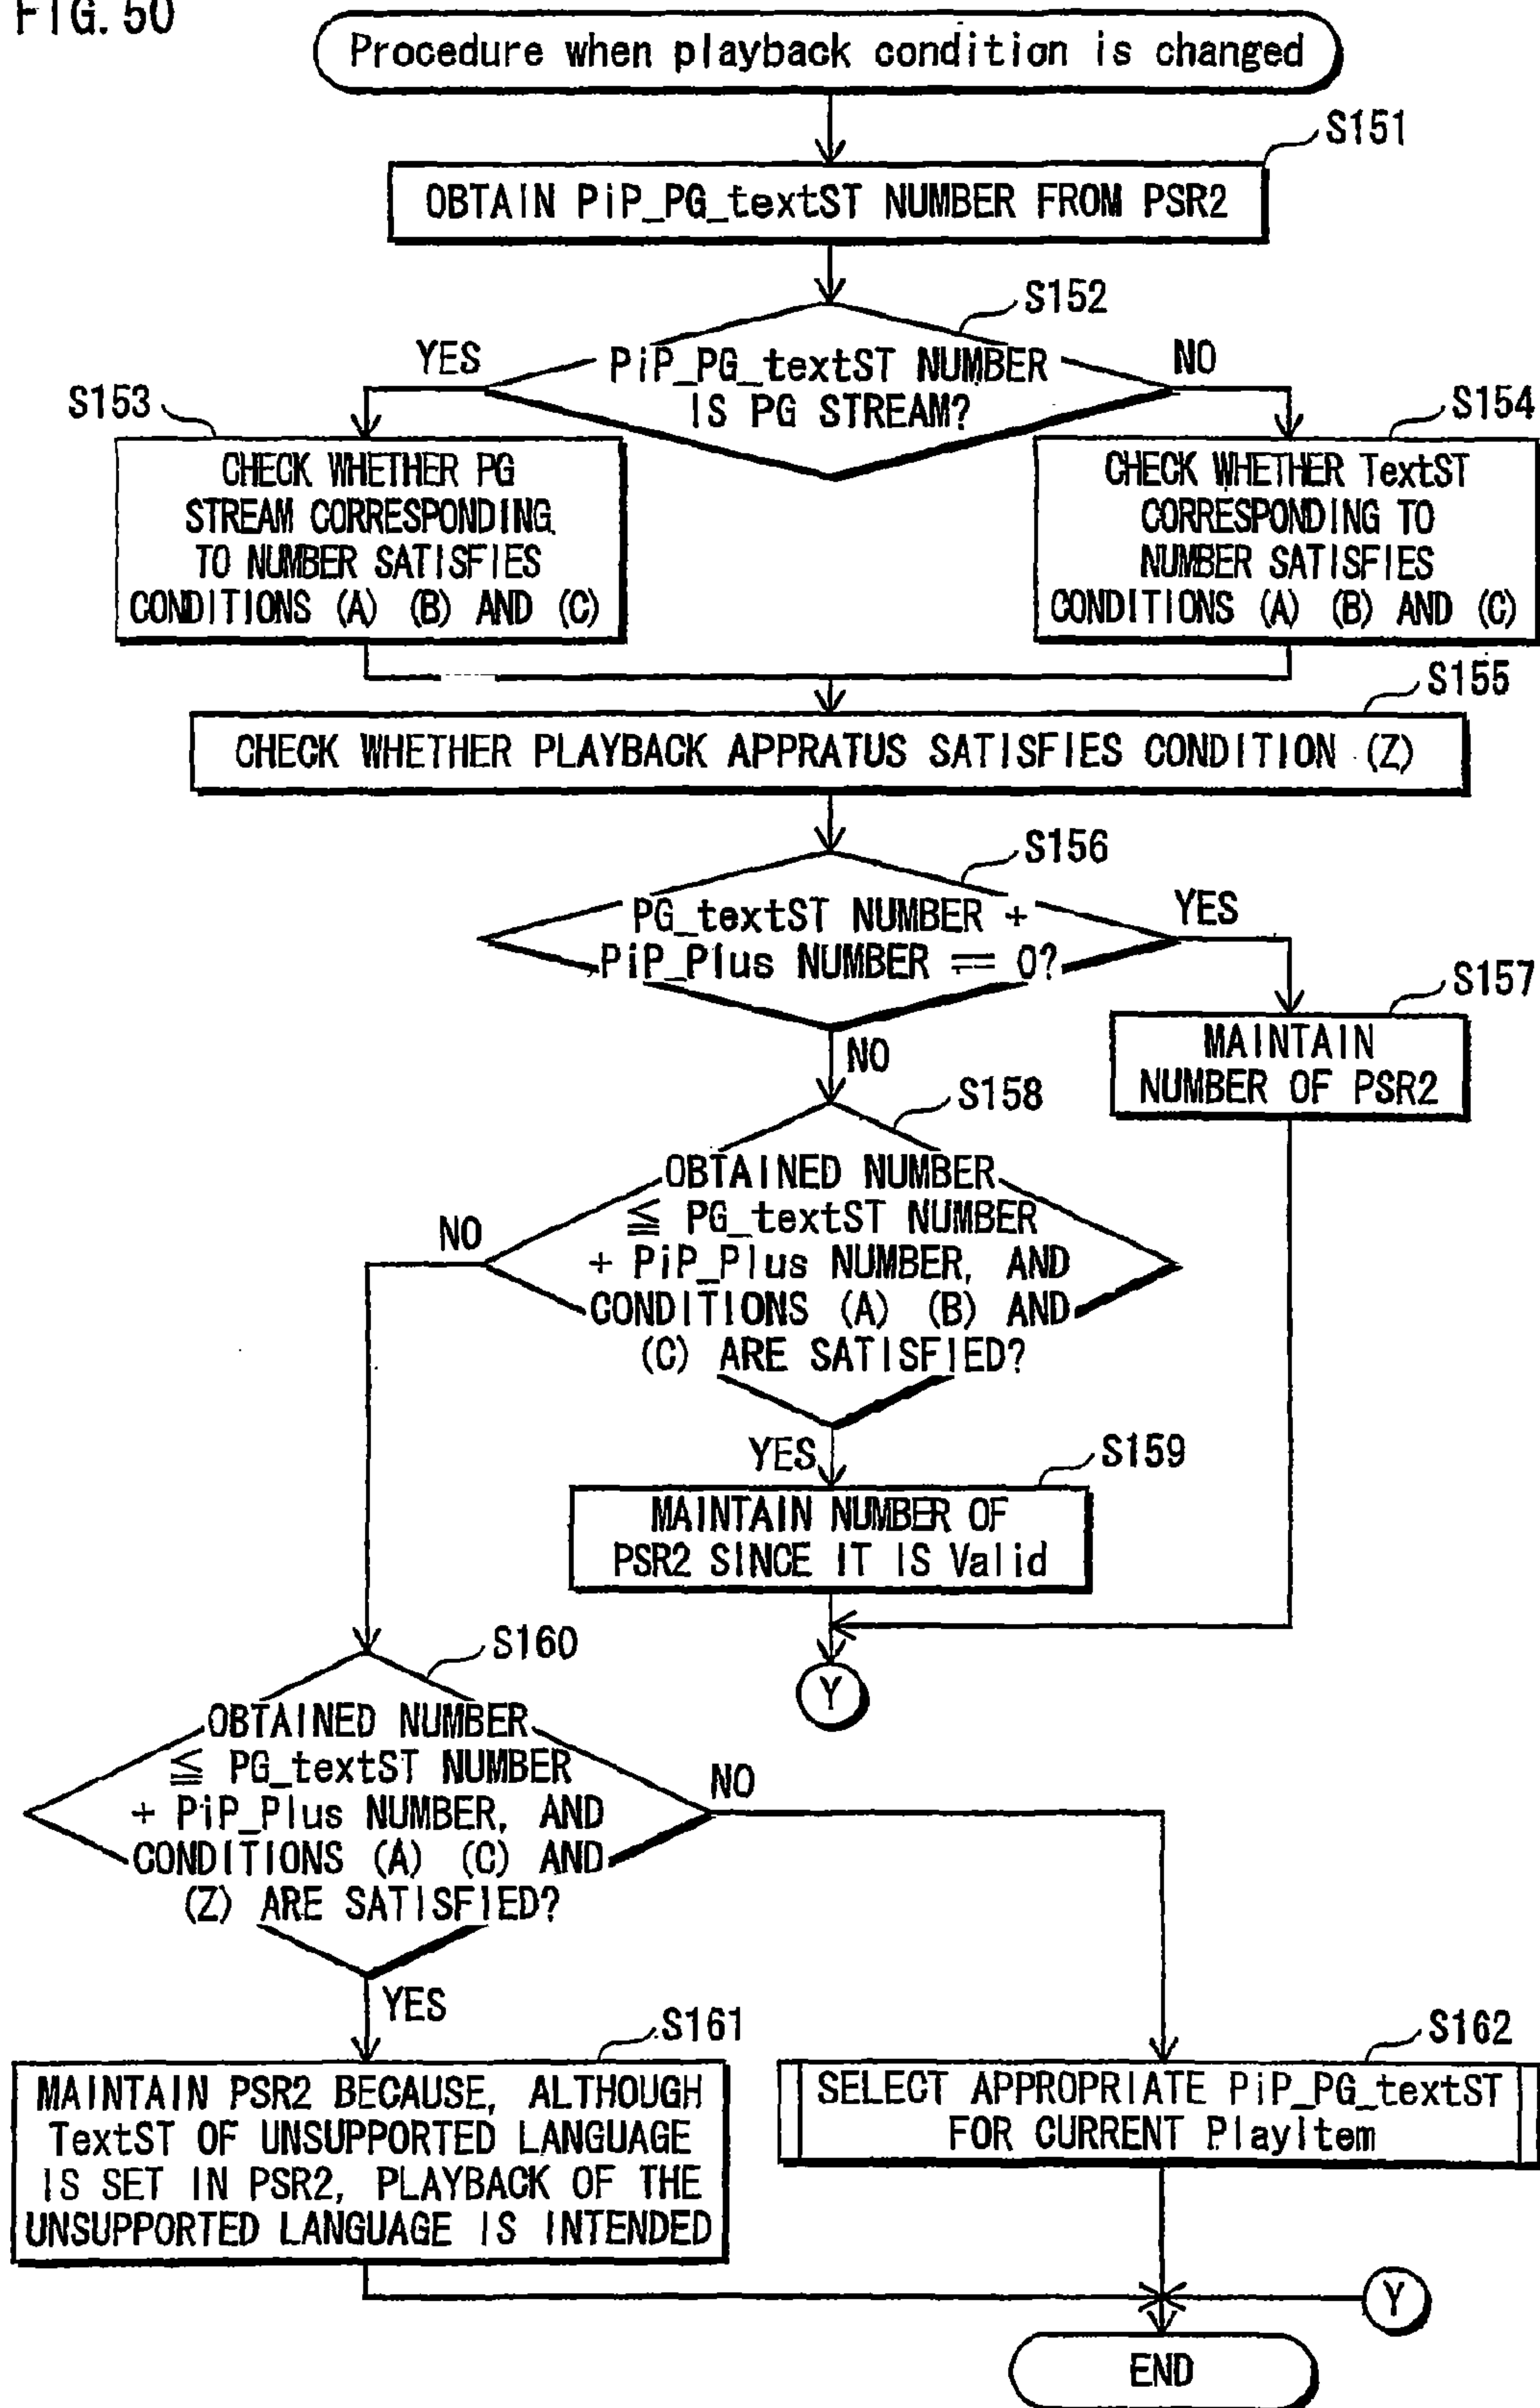 FIG. 50
Procedure when playback condition is changed
S151
OBTAIN PiP_PG_textST NUMBER FROM PSR2
S152
PiP_PG_textST NUMBER
IS PG STREAM?
YES
NO
S153
CHECK WHETHER PG
STREAM CORRESPONDING
TO NUMBER SATISFIES
CONDITIONS (A) (B) AND (C)
S154
CHECK WHETHER TextST
CORRESPONDING TO
NUMBER SATISFIES
CONDITIONS (A) (B) AND (C)
S155
CHECK WHETHER PLAYBACK APPRATUS SATISFIES CONDITION (Z)
S156
PG_textST NUMBER +
PiP_Plus NUMBER == 0?
YES
NO
S157
MAINTAIN
NUMBER OF PSR2
S158
OBTAINED NUMBER
≦ PG_textST NUMBER
+ PiP_Plus NUMBER, AND
CONDITIONS (A) (B) AND
(C) ARE SATISFIED?
NO
YES
S159
MAINTAIN NUMBER OF
PSR2 SINCE IT IS Valid
Y
S160
OBTAINED NUMBER
≦ PG_textST NUMBER
+ PiP_Plus NUMBER, AND
CONDITIONS (A) (C) AND
(Z) ARE SATISFIED?
NO
YES
S161
MAINTAIN PSR2 BECAUSE, ALTHOUGH
TextST OF UNSUPPORTED LANGUAGE
IS SET IN PSR2, PLAYBACK OF THE
UNSUPPORTED LANGUAGE IS INTENDED
S162
SELECT APPROPRIATE PiP_PG_textST
FOR CURRENT PlayItem
Y
END